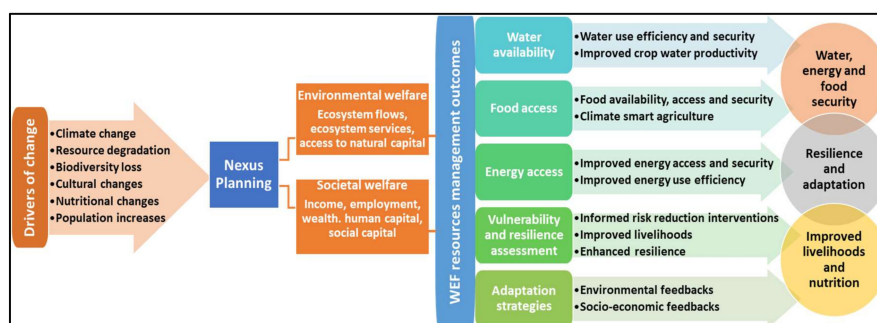 Drivers of change
•Climate change
•Resource degradation
•Biodiversity loss
•Cultural changes
•Nutritional changes
•Population increases
Nexus
Planning
Environmental welfare
Ecosystem flows,
ecosystem services,
access to natural capital
Societal welfare
Income, employment,
wealth. human capital,
social capital
WEF resources management outcomes
Water
availability
•Water use efficiency and security
•Improved crop water productivity
Food access
•Food availability, access and security
•Climate smart agriculture
Energy access
•Improved energy access and security
•Improved energy use efficiency
Vulnerability
and resilience
assessment
•Informed risk reduction interventions
•Improved livelihoods
•Enhanced resilience
Adaptation
strategies
•Environmental feedbacks
•Socio-economic feedbacks
Water,
energy and
food
security
Resilience
and
adaptation
Improved
livelihoods
and
nutrition